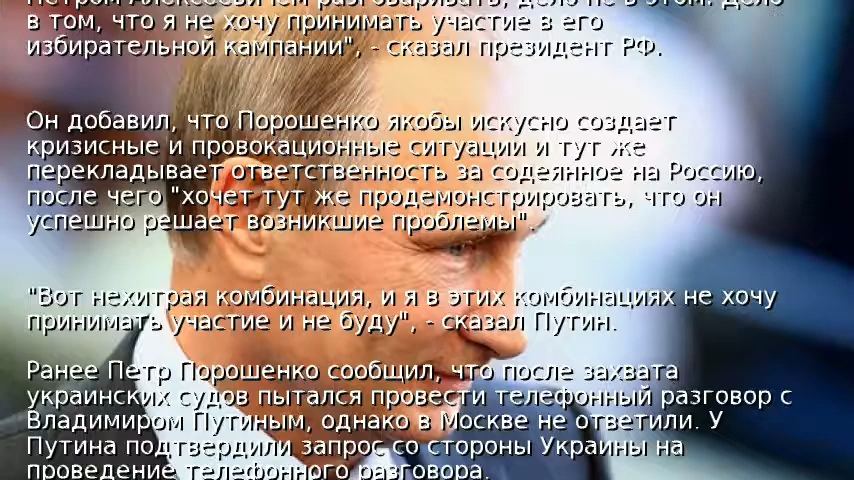 Петром Алексеевичем разговаривать, дело не в этом. Дело
в том, что я не хочу принимать участие в его
избирательной кампании", - сказал президент РФ.
Он добавил, что Порошенко якобы искусно создает
кризисные и провокационные ситуации и тут же
перекладывает ответственность за содеянное на Россию,
после чего "хочет тут же продемонстрировать, что он
успешно решает возникшие проблемы".
"Вот нехитрая комбинация, и я в этих комбинациях не хочу
принимать участие и не буду", - сказал Путин.
Ранее Петр Порошенко сообщил, что после захвата
украинских судов пытался провести телефонный разговор с
Владимиром Путиным, однако в Москве не ответили. У
Путина подтвердили запрос со стороны Украины на
проведение телефонного разговора.